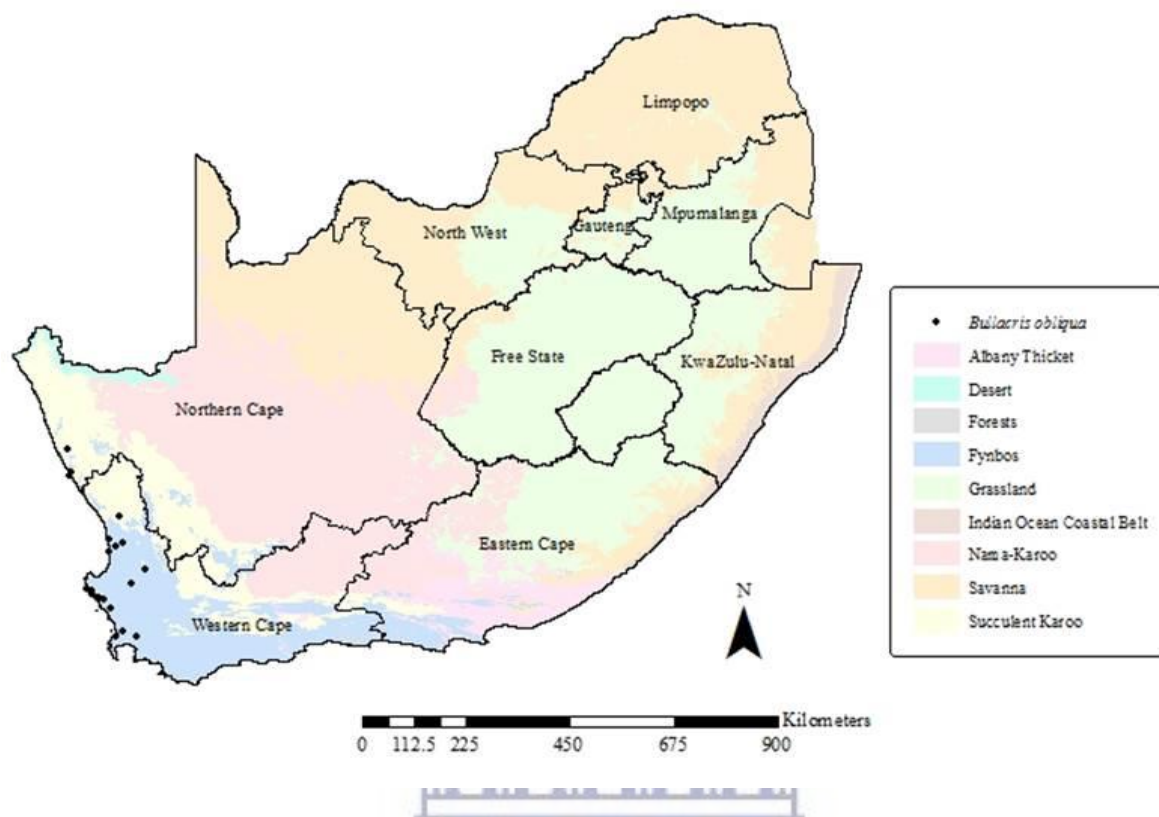 Limpopo
Mpumalanga
Gauteng
North West
Free State
KwaZulu-Natal
Northern Cape
Eastern Cape
Western Cape
Bullacris obliqua
Albany Thicket
Desert
Forests
Fynbos
Grassland
Indian Ocean Coastal Belt
Nama-Karoo
Savanna
Succulent Karoo
N
Kilometers
0 112.5 225 450 675 900